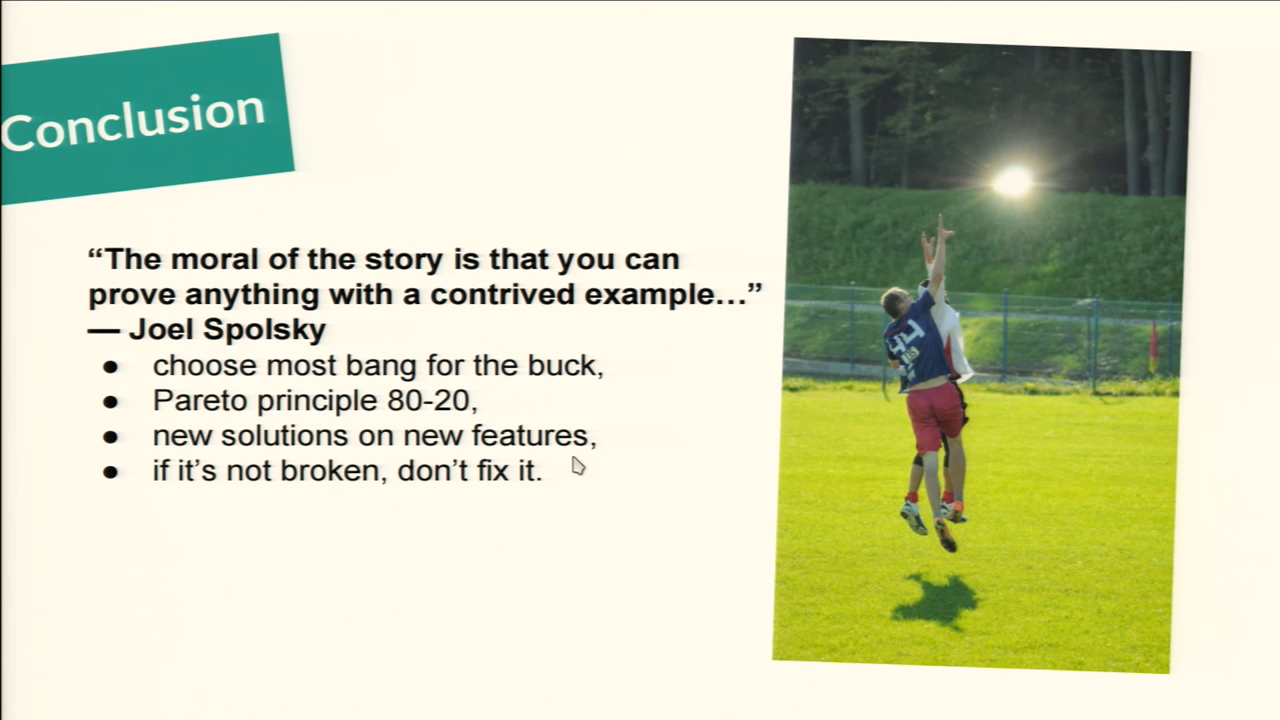 Conclusion
“The moral of the story is that you can
prove anything with a contrived example…”
— Joel Spolsky
● choose most bang for the buck,
● Pareto principle 80-20,
● new solutions on new features,
● if it’s not broken, don’t fix it.
44